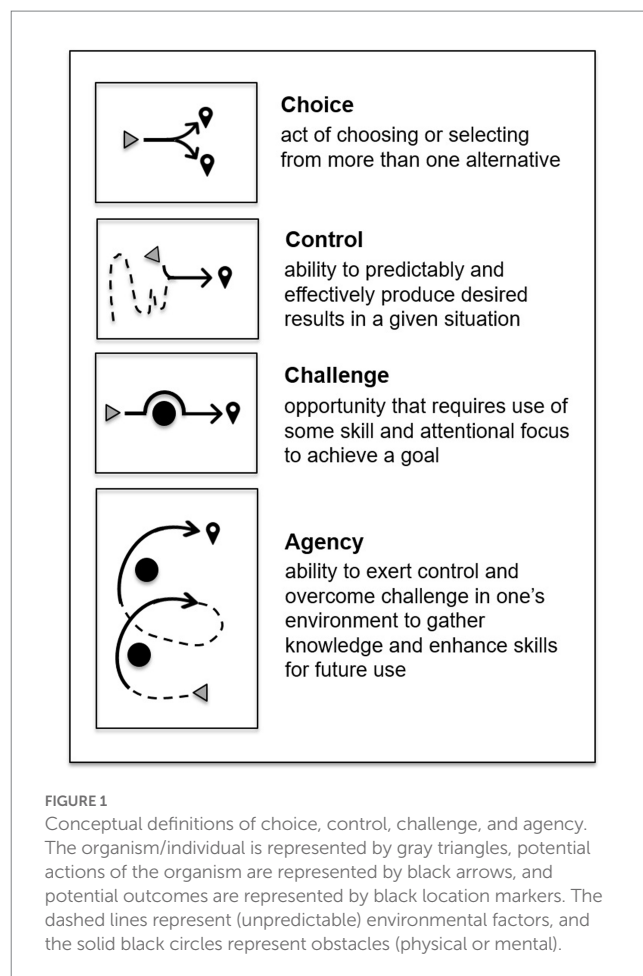 Choice
act of choosing or selecting
from more than one alternative
Control
ability to predictably and
effectively produce desired
results in a given situation
Challenge
opportunity that requires use of
some skill and attentional focus
to achieve a goal
Agency
ability to exert control and
overcome challenge in one's
environment to gather
knowledge and enhance skills
for future use
FIGURE 1
Conceptual definitions of choice, control, challenge, and agency.
The organism/individual is represented by gray triangles, potential
actions of the organism are represented by black arrows, and
potential outcomes are represented by black location markers. The
dashed lines represent (unpredictable) environmental factors, and
the solid black circles represent obstacles (physical or mental).